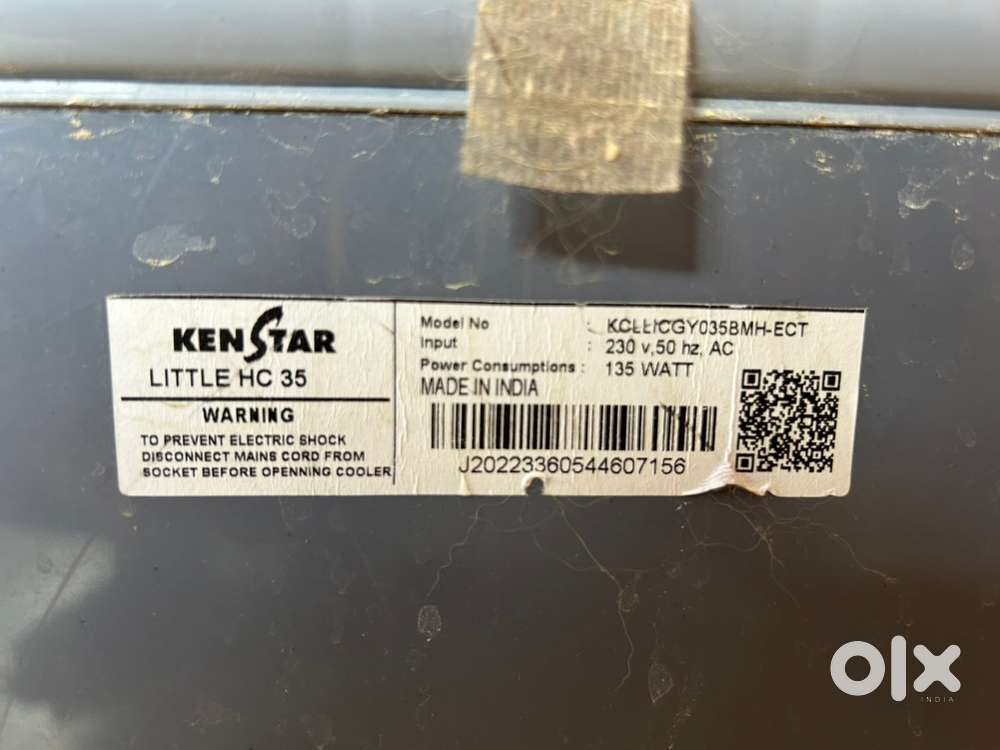 KENSTAR
LITTLE HC 35
WARNING
TO PREVENT ELECTRIC SHOCK
DISCONNECT MAINS CORD FROM
SOCKET BEFORE OPENNING COOLER
Model No : KCLLICGY035BMH-ECT
Input : 230 v,50 hz, AC
Power Consumptions : 135 WATT
MADE IN INDIA
J20223360544607156
olx
INDIA